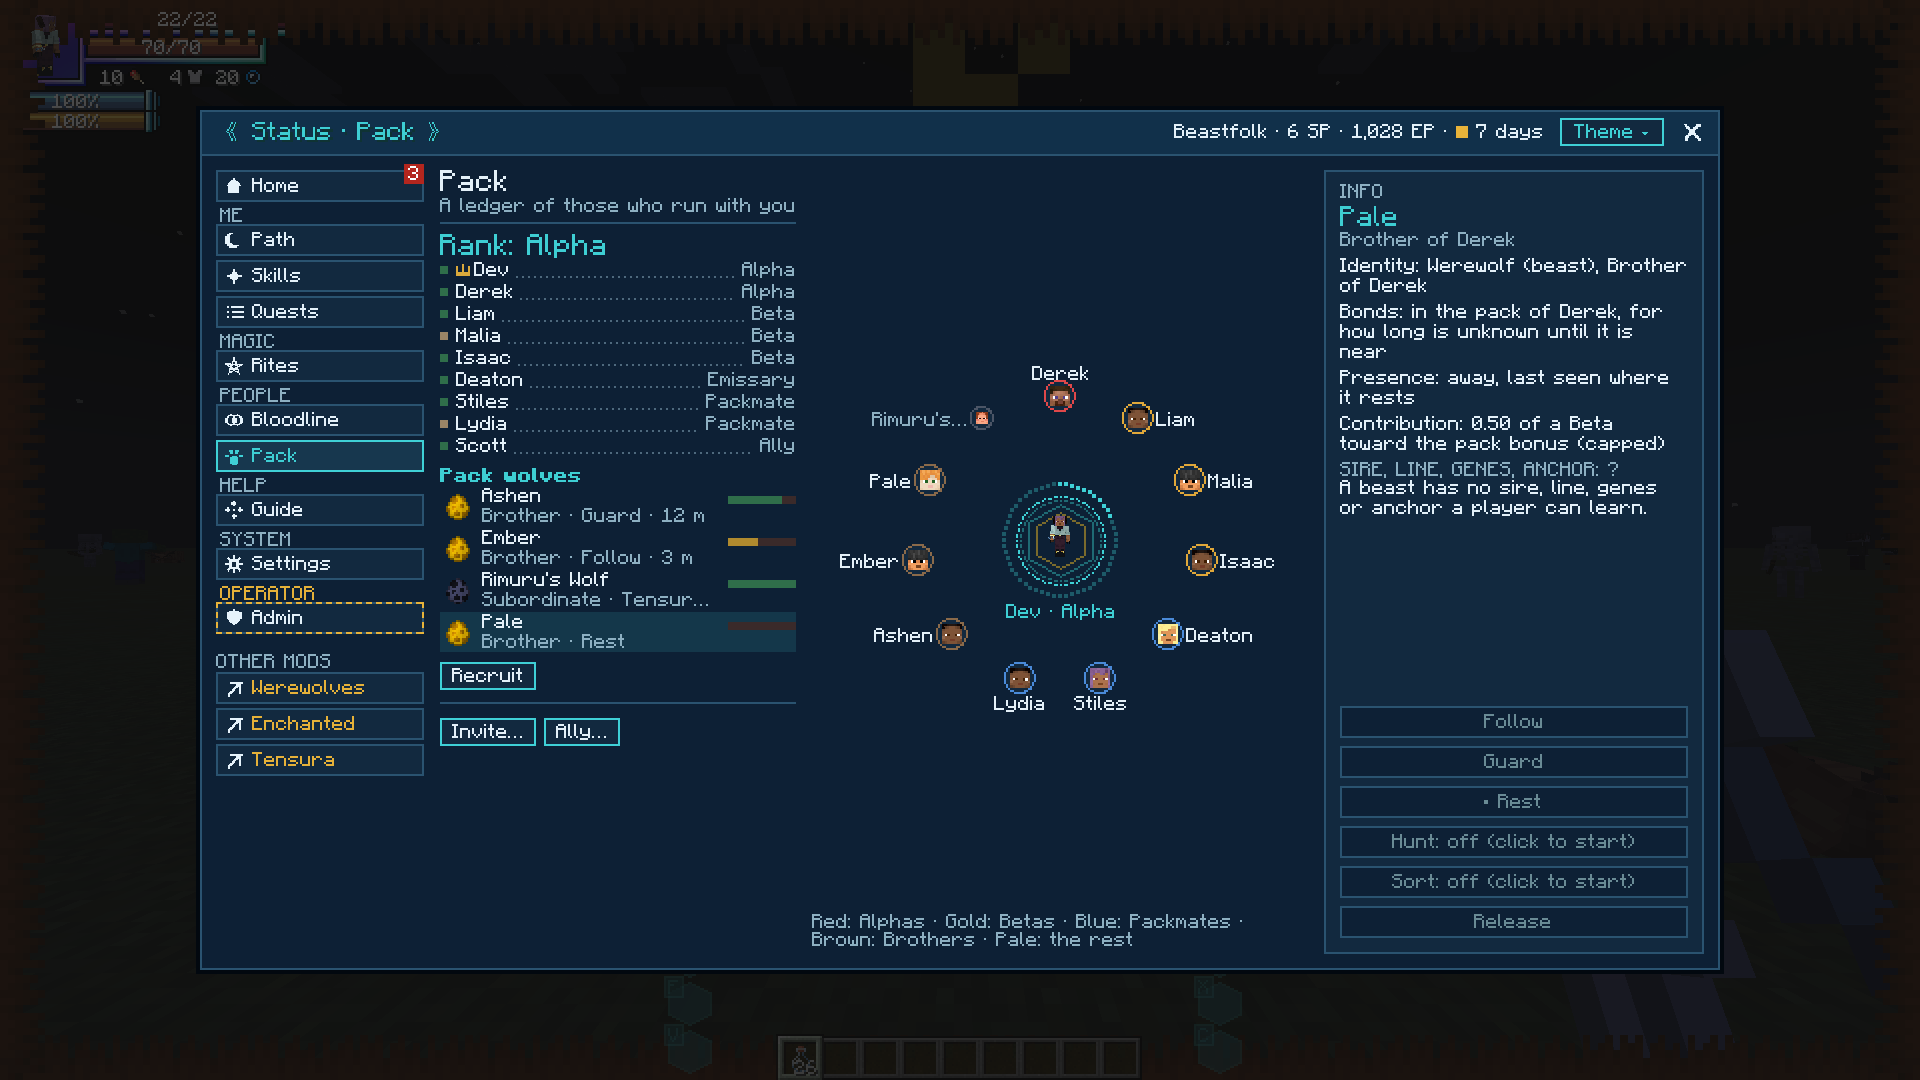 22/22
70/70
10 4 20
100%
100%
《 Status · Pack 》
Beastfolk · 6 SP · 1,028 EP · 7 days
Theme
X
Home
3
ME
Path
Skills
Quests
MAGIC
Rites
PEOPLE
Bloodline
Pack
HELP
Guide
SYSTEM
Settings
OPERATOR
Admin
OTHER MODS
Werewolves
Enchanted
Tensura
Pack
A ledger of those who run with you
Rank: Alpha
Dev Alpha
Derek Alpha
Liam Beta
Malia Beta
Isaac Beta
Deaton Emissary
Stiles Packmate
Lydia Packmate
Scott Ally
Pack wolves
Ashen
Brother · Guard · 12 m
Ember
Brother · Follow · 3 m
Rimuru's Wolf
Subordinate · Tensur...
Pale
Brother · Rest
Recruit
Invite...
Ally...
Derek
Rimuru's...
Liam
Pale
Malia
Ember
Isaac
Dev · Alpha
Ashen
Deaton
Lydia
Stiles
Red: Alphas · Gold: Betas · Blue: Packmates ·
Brown: Brothers · Pale: the rest
INFO
Pale
Brother of Derek
Identity: Werewolf (beast), Brother
of Derek
Bonds: in the pack of Derek, for
how long is unknown until it is
near
Presence: away, last seen where
it rests
Contribution: 0.50 of a Beta
toward the pack bonus (capped)
SIRE, LINE, GENES, ANCHOR: ?
A beast has no sire, line, genes
or anchor a player can learn.
Follow
Guard
• Rest
Hunt: off (click to start)
Sort: off (click to start)
Release
V
26